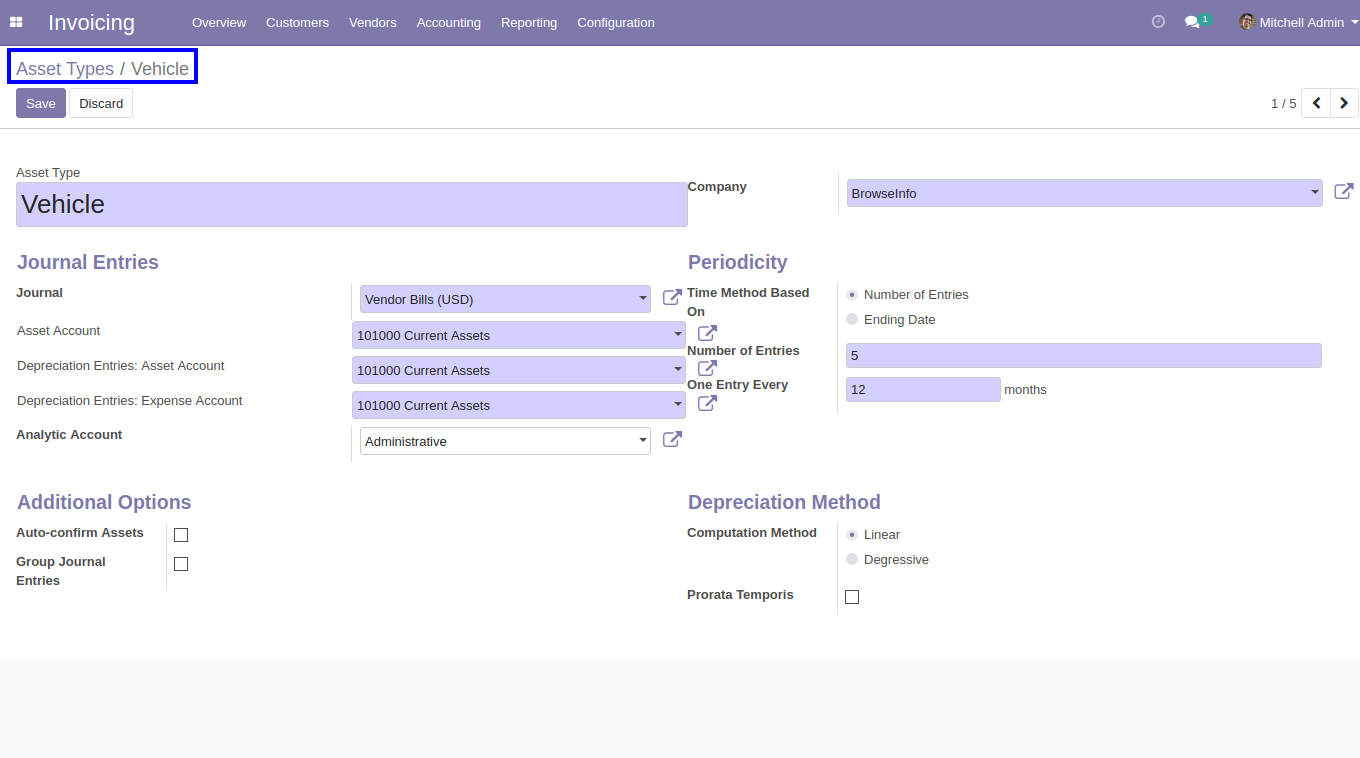 Invoicing Overview Customers Vendors Accounting Reporting Configuration 1 Mitchell Admin
Asset Types / Vehicle
Save Discard 1 / 5
Asset Type
Vehicle
Company BrowseInfo
Journal Entries
Journal Vendor Bills (USD)
Asset Account 101000 Current Assets
Depreciation Entries: Asset Account 101000 Current Assets
Depreciation Entries: Expense Account 101000 Current Assets
Analytic Account Administrative
Periodicity
Time Method Based
On
Number of Entries
Ending Date
Number of Entries 5
One Entry Every 12 months
Additional Options
Auto-confirm Assets
Group Journal
Entries
Depreciation Method
Computation Method Linear
Degressive
Prorata Temporis